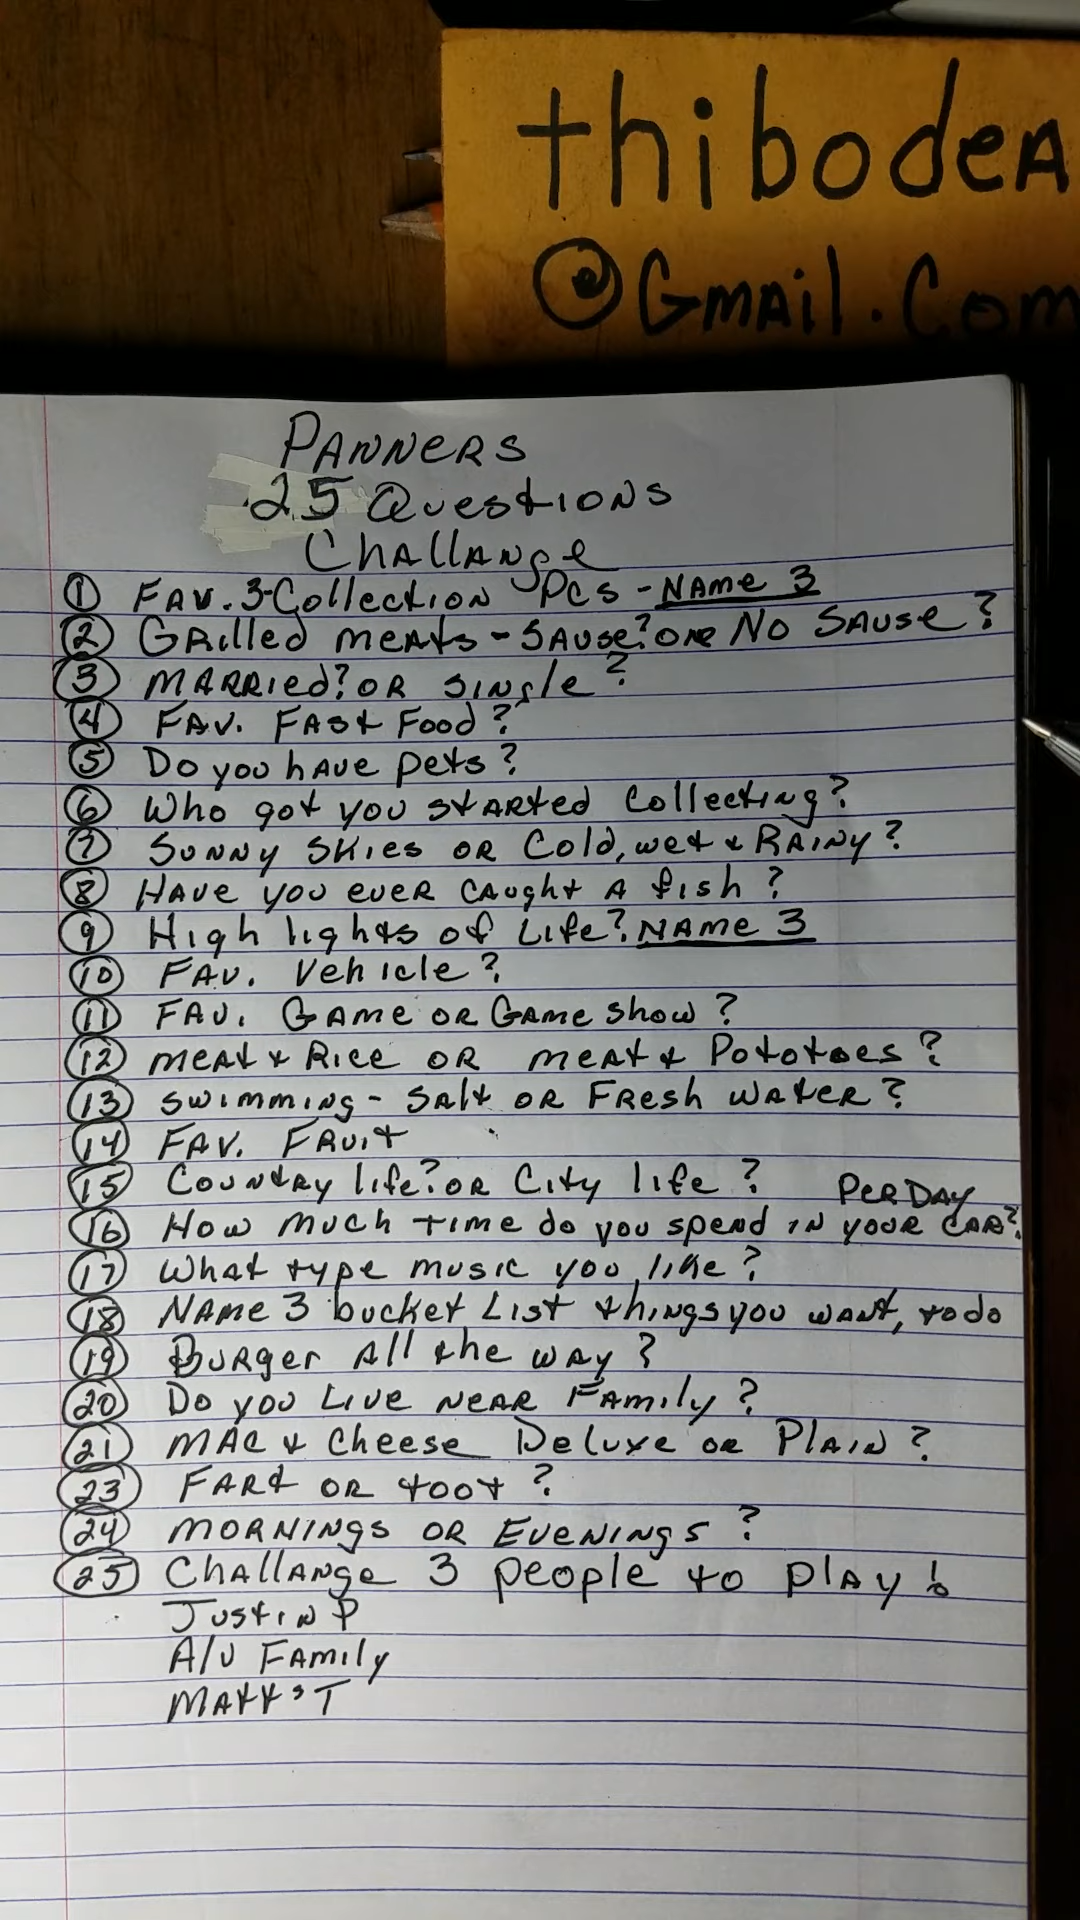 thibodeA
@GmAil.Com
PANNERS
25 Questions
ChAllAnge
1 FAV. 3-Collection Pcs - NAme 3
2 GRilled meAts - SAuse? OR No SAuse?
3 MARRied? OR Single?
4 FAV. FAst Food?
5 Do you hAve pets?
6 Who got you stARted Collecting?
7 Sunny Skies OR Cold, wet & RAiNy?
8 HAve you eveR CAught A fish?
9 High lights of Life? NAme 3
10 FAV. Vehicle?
11 FAV. GAme OR GAme Show?
12 meAt & Rice OR meAt & Pototoes?
13 Swimming - SAlt OR FResh WAteR?
14 FAV. FRuit
15 CountRy life? OR City life?
PeR DAy
16 How much time do you spend in youR CAR?
17 WhAt type music you like?
18 NAme 3 bucket List things you wANt, to do
19 BuRgeR All the wAy?
20 Do you Live neAR FAmily?
21 MAC & Cheese Deluxe OR PlAin?
23 FARt OR toot?
24 MORNiNgs OR EveNiNgs?
25 ChAllAnge 3 people to plAy!
Justin P
A/U FAmily
MAtt's T